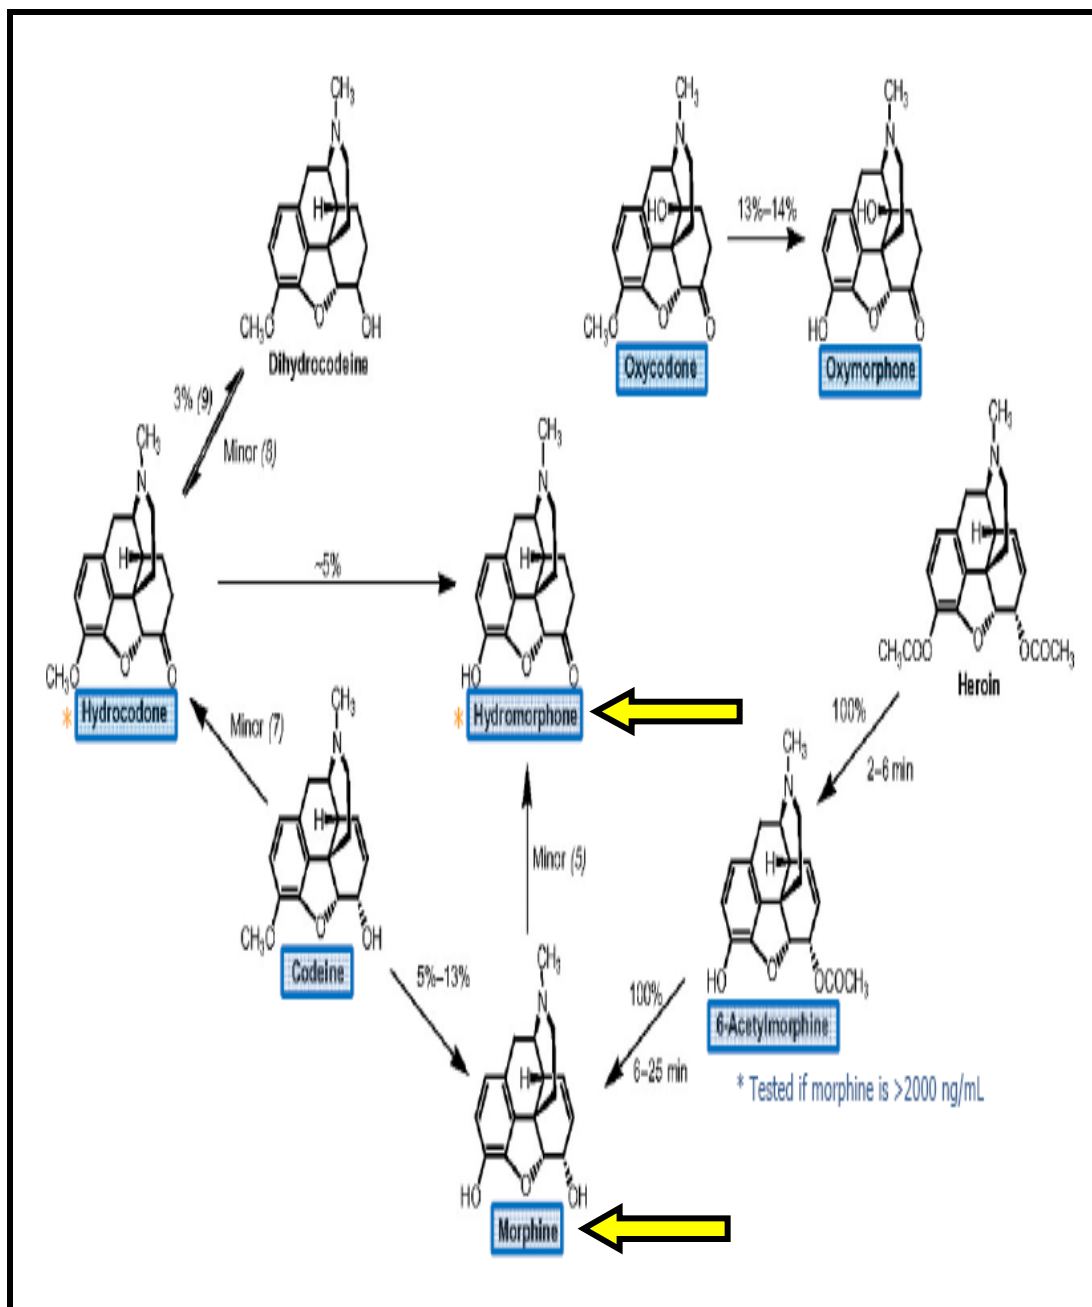 CH3
N
H
O
CH3O
OH
Dihydrocodeine
CH3
N
HO
O
CH3O
O
Oxycodone
13%–14%
CH3
N
HO
O
HO
O
Oxymorphone
3% (9)
Minor (8)
CH3
N
H
O
CH3O
O
* Hydrocodone
~5%
CH3
N
H
O
HO
O
* Hydromorphone
CH3
N
H
O
CH3COO
OCOCH3
Heroin
100%
2–6 min
Minor (7)
CH3
N
H
O
CH3O
OH
Codeine
Minor (5)
CH3
N
H
O
HO
OCOCH3
6-Acetylmorphine
5%–13%
100%
6–25 min
* Tested if morphine is >2000 ng/mL
CH3
N
H
O
HO
OH
Morphine